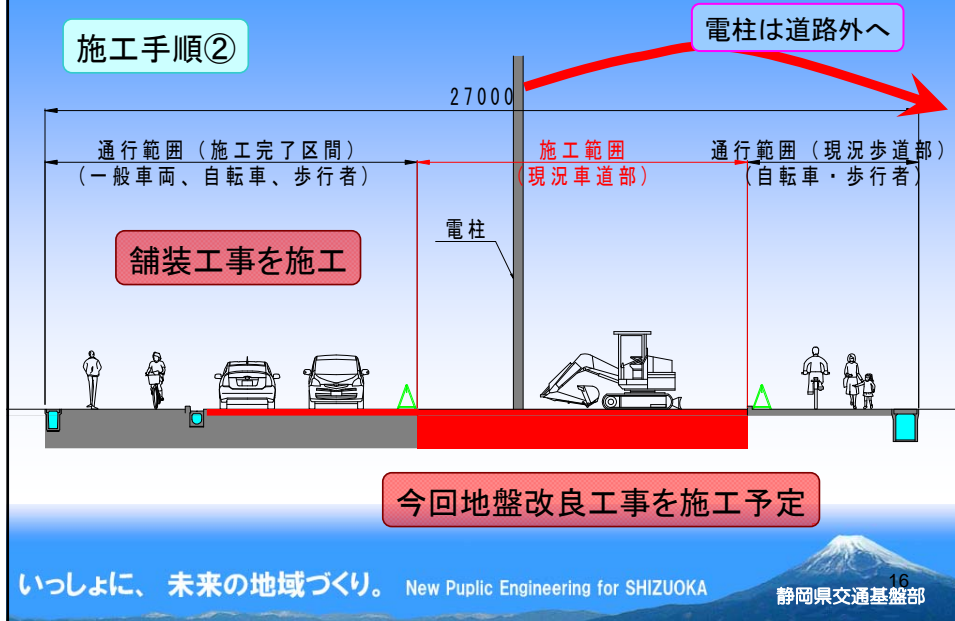 施工手順②
電柱は道路外へ
27000
通行範囲（施工完了区間）
（一般車両、自転車、歩行者）
施工範囲
（現況車道部）
通行範囲（現況歩道部）
（自転車・歩行者）
電柱
舗装工事を施工
今回地盤改良工事を施工予定
いっしょに、未来の地域づくり。 New Puplic Engineering for SHIZUOKA
16
静岡県交通基盤部